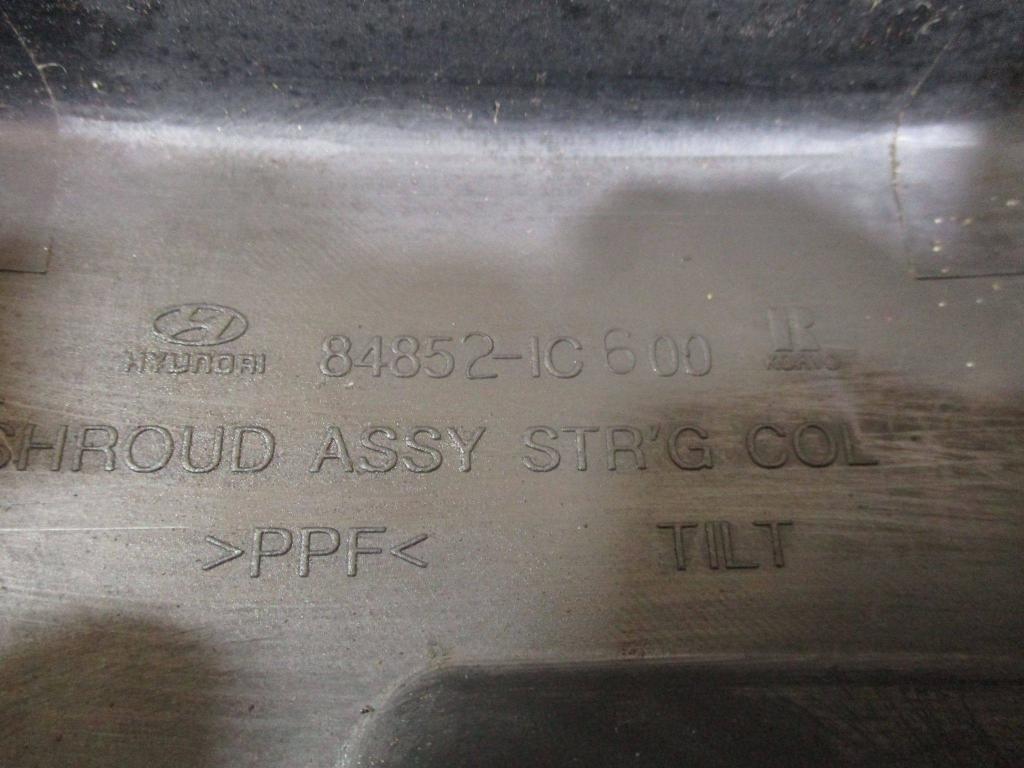 HYUNDAI 84852-1C600
SHROUD ASSY STR'G COL
>PPF< TILT